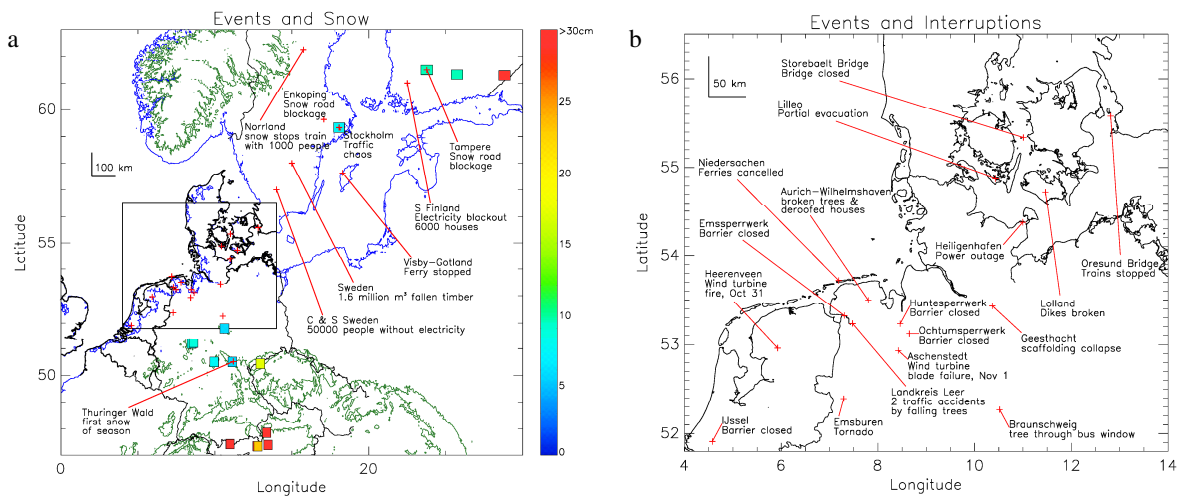 a
Events and Snow
>30cm
25
20
15
10
5
0
60
55
50
Lctitude
0
20
Longitude
100 km
Enkoping
Snow road
blockage
Norrland
snow stops train
with 1000 people
Stockholm
Traffic
chaos
Tampere
Snow road
blockage
S Finland
Electricity blackout
6000 houses
Visby-Gotland
Ferry stopped
Sweden
1.6 million m³ fallen timber
C & S Sweden
50000 people without electricity
Thuringer Wald
first snow
of season
b
Events and Interruptions
50 km
56
55
54
53
52
Latitude
4
6
8
10
12
14
Longitude
Storebaelt Bridge
Bridge closed
Lilleo
Partial evacuation
Niedersachen
Ferries cancelled
Aurich-Wilhelmshaven
broken trees &
deroofed houses
Emssperrwerk
Barrier closed
Heerenveen
Wind turbine
fire, Oct 31
Heiligenhafen
Power outage
Oresund Bridge
Trains stopped
Lolland
Dikes broken
Huntesperrwerk
Barrier closed
Ochtumsperrwerk
Barrier closed
Geesthacht
scaffolding collapse
Aschenstedt
Wind turbine
blade failure, Nov 1
Landkreis Leer
2 traffic accidents
by falling trees
IJssel
Barrier closed
Emsburen
Tornado
Braunschweig
tree through bus window